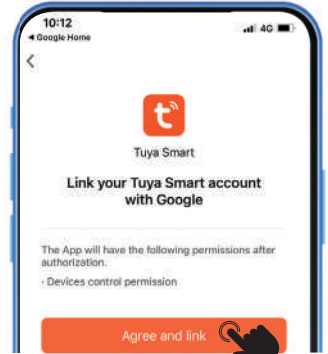 10:12
4G
◄ Google Home
Tuya Smart
Link your Tuya Smart account
with Google
The App will have the following permissions after
authorization.
· Devices control permission
Agree and link